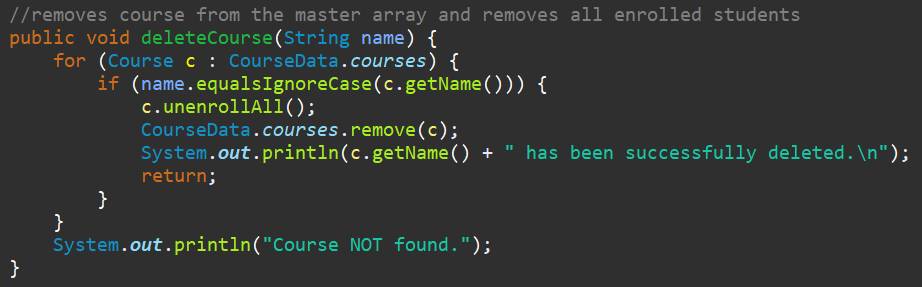 //removes course from the master array and removes all enrolled students
public void deleteCourse(String name) {
    for (Course c : CourseData.courses) {
        if (name.equalsIgnoreCase(c.getName())) {
            c.unenrollAll();
            CourseData.courses.remove(c);
            System.out.println(c.getName() + " has been successfully deleted.\n");
            return;
        }
    }
    System.out.println("Course NOT found.");
}